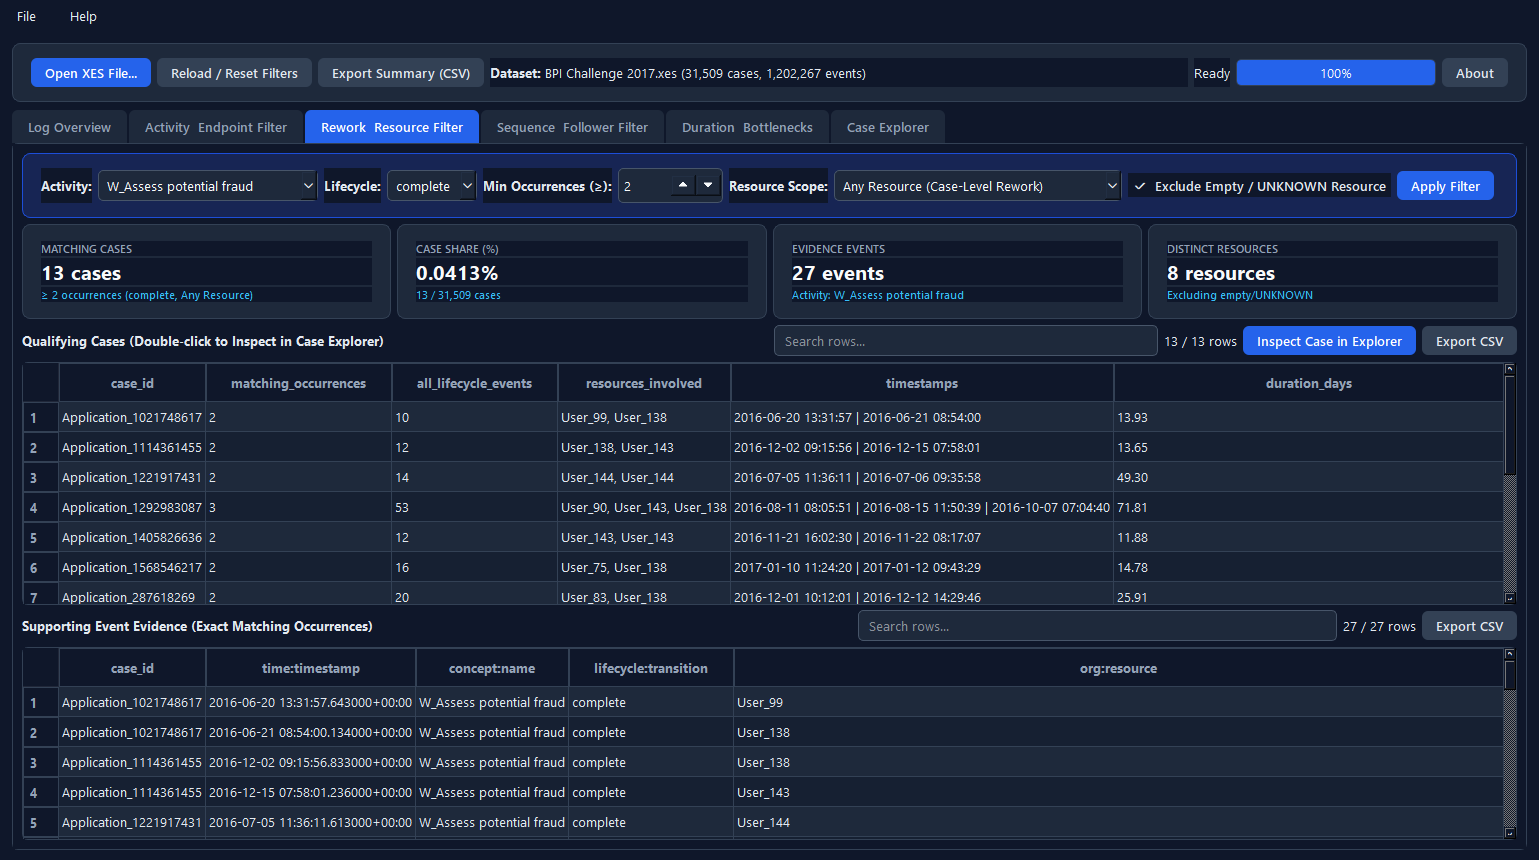 File Help
Open XES File... Reload / Reset Filters Export Summary (CSV) Dataset: BPI Challenge 2017.xes (31,509 cases, 1,202,267 events) Ready 100% About
Log Overview Activity Endpoint Filter Rework Resource Filter Sequence Follower Filter Duration Bottlenecks Case Explorer
Activity: W_Assess potential fraud Lifecycle: complete Min Occurrences (≥): 2 Resource Scope: Any Resource (Case-Level Rework) ✓ Exclude Empty / UNKNOWN Resource Apply Filter
MATCHING CASES CASE SHARE (%) EVIDENCE EVENTS DISTINCT RESOURCES
13 cases 0.0413% 27 events 8 resources
≥ 2 occurrences (complete, Any Resource) 13 / 31,509 cases Activity: W_Assess potential fraud Excluding empty/UNKNOWN
Qualifying Cases (Double-click to Inspect in Case Explorer) Search rows... 13 / 13 rows Inspect Case in Explorer Export CSV
case_id matching_occurrences all_lifecycle_events resources_involved timestamps duration_days
1 Application_1021748617 2 10 User_99, User_138 2016-06-20 13:31:57 | 2016-06-21 08:54:00 13.93
2 Application_1114361455 2 12 User_138, User_143 2016-12-02 09:15:56 | 2016-12-15 07:58:01 13.65
3 Application_1221917431 2 14 User_144, User_144 2016-07-05 11:36:11 | 2016-07-06 09:35:58 49.30
4 Application_1292983087 3 53 User_90, User_143, User_138 2016-08-11 08:05:51 | 2016-08-15 11:50:39 | 2016-10-07 07:04:40 71.81
5 Application_1405826636 2 12 User_143, User_143 2016-11-21 16:02:30 | 2016-11-22 08:17:07 11.88
6 Application_1568546217 2 16 User_75, User_138 2017-01-10 11:24:20 | 2017-01-12 09:43:29 14.78
7 Application_287618269 2 20 User_83, User_138 2016-12-01 10:12:01 | 2016-12-12 14:29:46 25.91
Supporting Event Evidence (Exact Matching Occurrences) Search rows... 27 / 27 rows Export CSV
case_id time:timestamp concept:name lifecycle:transition org:resource
1 Application_1021748617 2016-06-20 13:31:57.643000+00:00 W_Assess potential fraud complete User_99
2 Application_1021748617 2016-06-21 08:54:00.134000+00:00 W_Assess potential fraud complete User_138
3 Application_1114361455 2016-12-02 09:15:56.833000+00:00 W_Assess potential fraud complete User_138
4 Application_1114361455 2016-12-15 07:58:01.236000+00:00 W_Assess potential fraud complete User_143
5 Application_1221917431 2016-07-05 11:36:11.613000+00:00 W_Assess potential fraud complete User_144